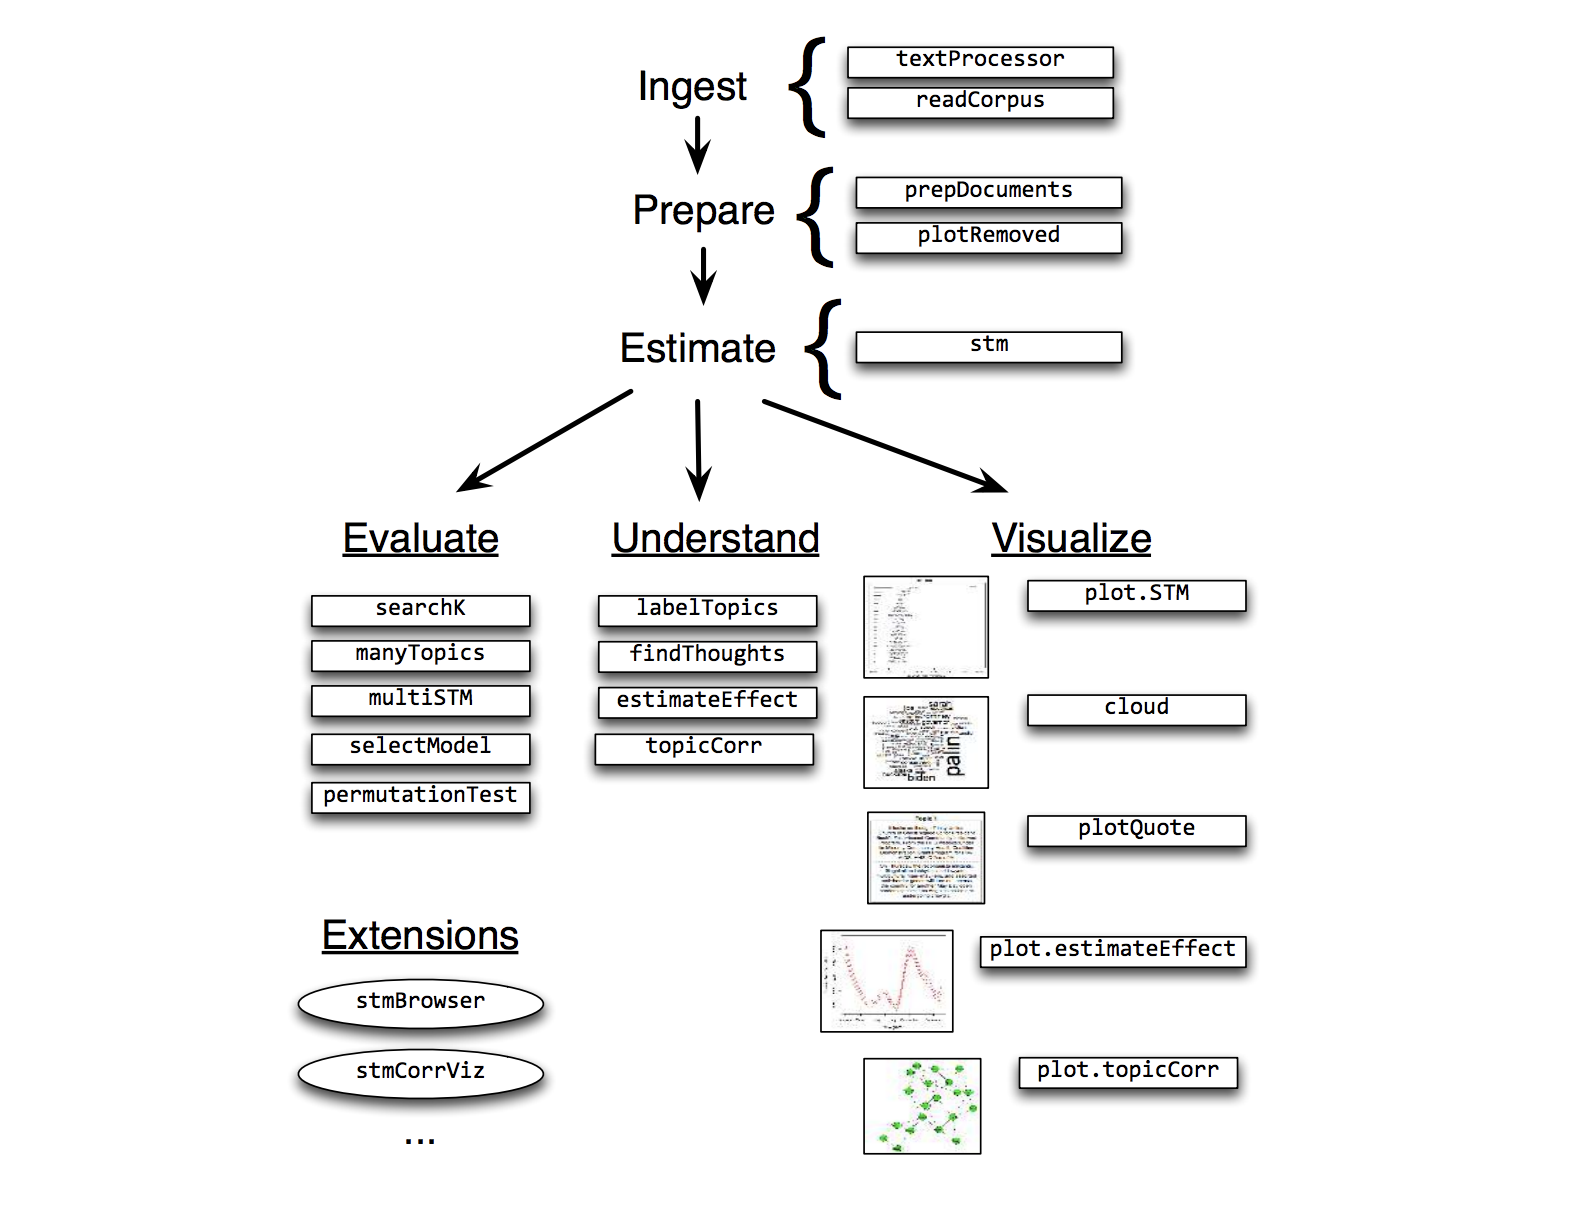 Ingest
textProcessor
readCorpus
Prepare
prepDocuments
plotRemoved
Estimate
stm
Evaluate
searchK
manyTopics
multiSTM
selectModel
permutationTest
Understand
labelTopics
findThoughts
estimateEffect
topicCorr
Visualize
plot.STM
cloud
palin
biden
sarah
plotQuote
plot.estimateEffect
plot.topicCorr
Extensions
stmBrowser
stmCorrViz
...